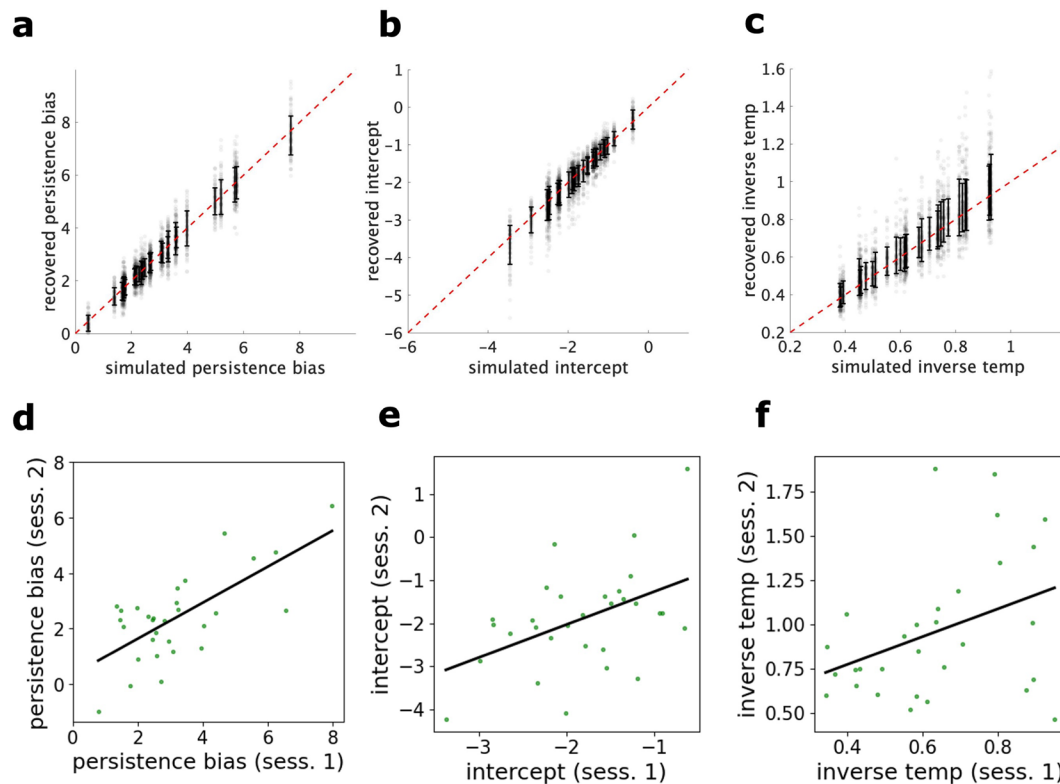 a
b
c
recovered persistence bias
8
6
4
2
0
0 2 4 6 8
simulated persistence bias
recovered intercept
1
0
−1
−2
−3
−4
−5
−6
−6 −4 −2 0
simulated intercept
recovered inverse temp
1.6
1.4
1.2
1
0.8
0.6
0.4
0.2
0.2 0.4 0.6 0.8 1
simulated inverse temp
d
e
f
persistence bias (sess. 2)
8
6
4
2
0
0 2 4 6 8
persistence bias (sess. 1)
intercept (sess. 2)
1
0
−1
−2
−3
−4
−3 −2 −1
intercept (sess. 1)
inverse temp (sess. 2)
1.75
1.50
1.25
1.00
0.75
0.50
0.4 0.6 0.8
inverse temp (sess. 1)